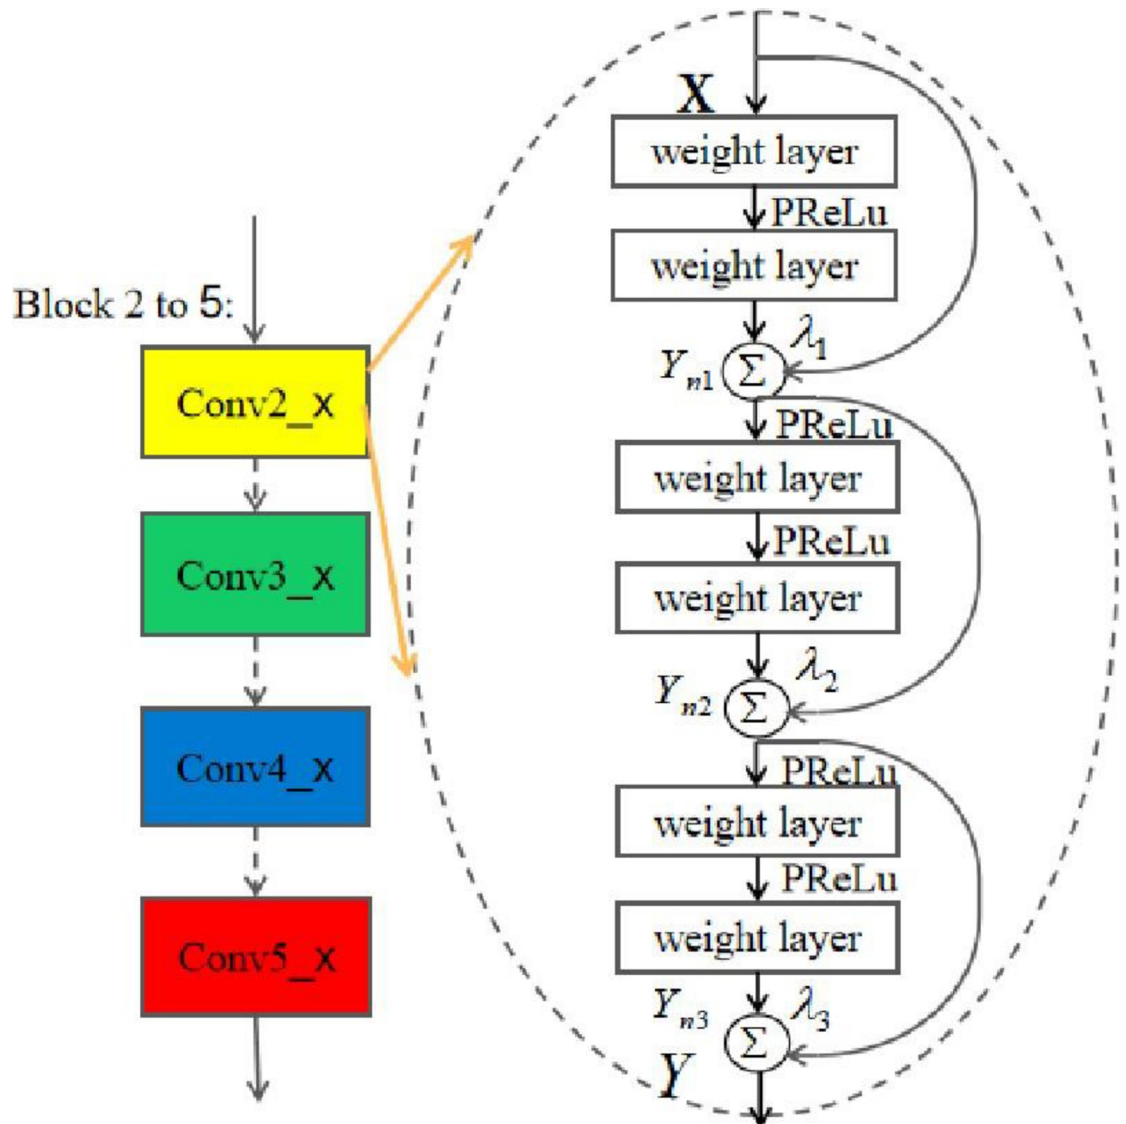 Block 2 to 5:
Conv2_x
Conv3_x
Conv4_x
Conv5_x
X
weight layer
PReLu
weight layer
λ1
Yn1 Σ
PReLu
weight layer
PReLu
weight layer
λ2
Yn2 Σ
PReLu
weight layer
PReLu
weight layer
Yn3 λ3
Σ
Y